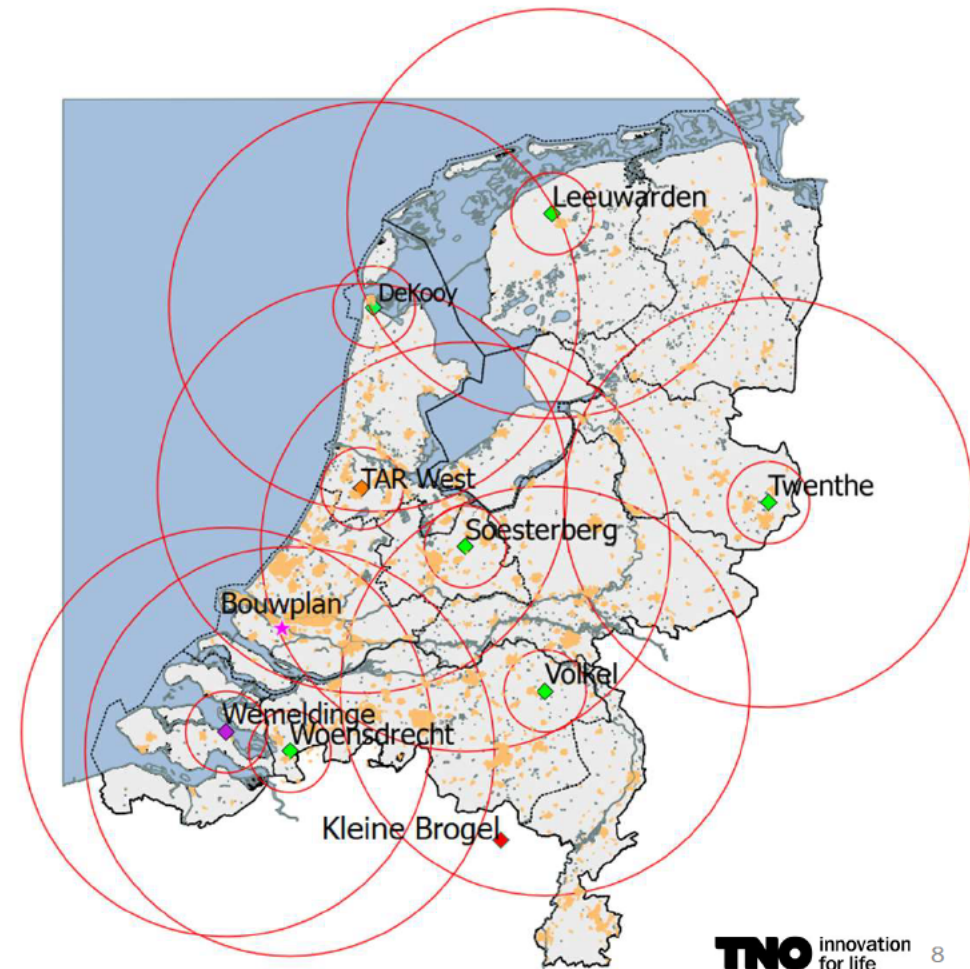 Leeuwarden
DeKooy
TAR West
Twenthe
Soesterberg
Bouwplan
Volkel
Wemeldinge
Woensdrecht
Kleine Brogel
TNO innovation
for life
8